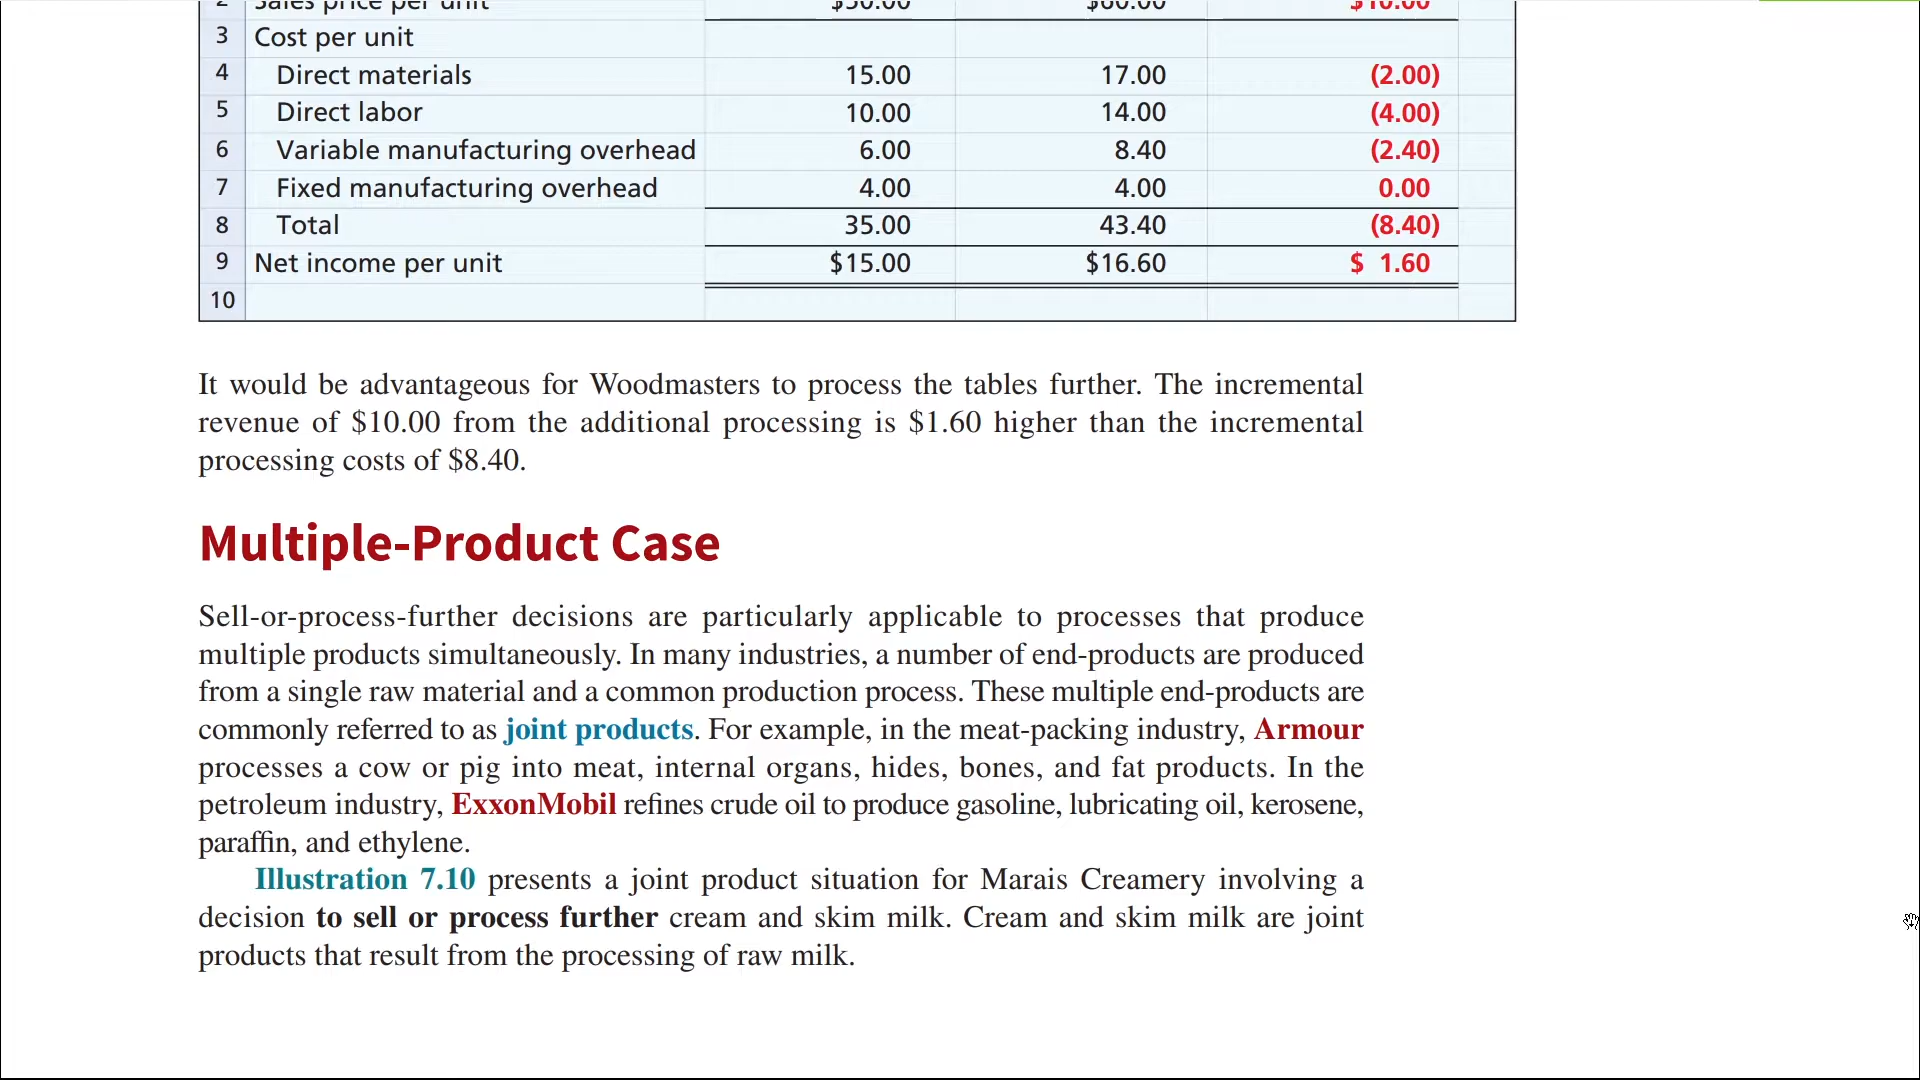 2 Sales price per unit $50.00 $60.00 $10.00
3 Cost per unit
4 Direct materials 15.00 17.00 (2.00)
5 Direct labor 10.00 14.00 (4.00)
6 Variable manufacturing overhead 6.00 8.40 (2.40)
7 Fixed manufacturing overhead 4.00 4.00 0.00
8 Total 35.00 43.40 (8.40)
9 Net income per unit $15.00 $16.60 $ 1.60
10
It would be advantageous for Woodmasters to process the tables further. The incremental
revenue of $10.00 from the additional processing is $1.60 higher than the incremental
processing costs of $8.40.
Multiple-Product Case
Sell-or-process-further decisions are particularly applicable to processes that produce
multiple products simultaneously. In many industries, a number of end-products are produced
from a single raw material and a common production process. These multiple end-products are
commonly referred to as joint products. For example, in the meat-packing industry, Armour
processes a cow or pig into meat, internal organs, hides, bones, and fat products. In the
petroleum industry, ExxonMobil refines crude oil to produce gasoline, lubricating oil, kerosene,
paraffin, and ethylene.
Illustration 7.10 presents a joint product situation for Marais Creamery involving a
decision to sell or process further cream and skim milk. Cream and skim milk are joint
products that result from the processing of raw milk.